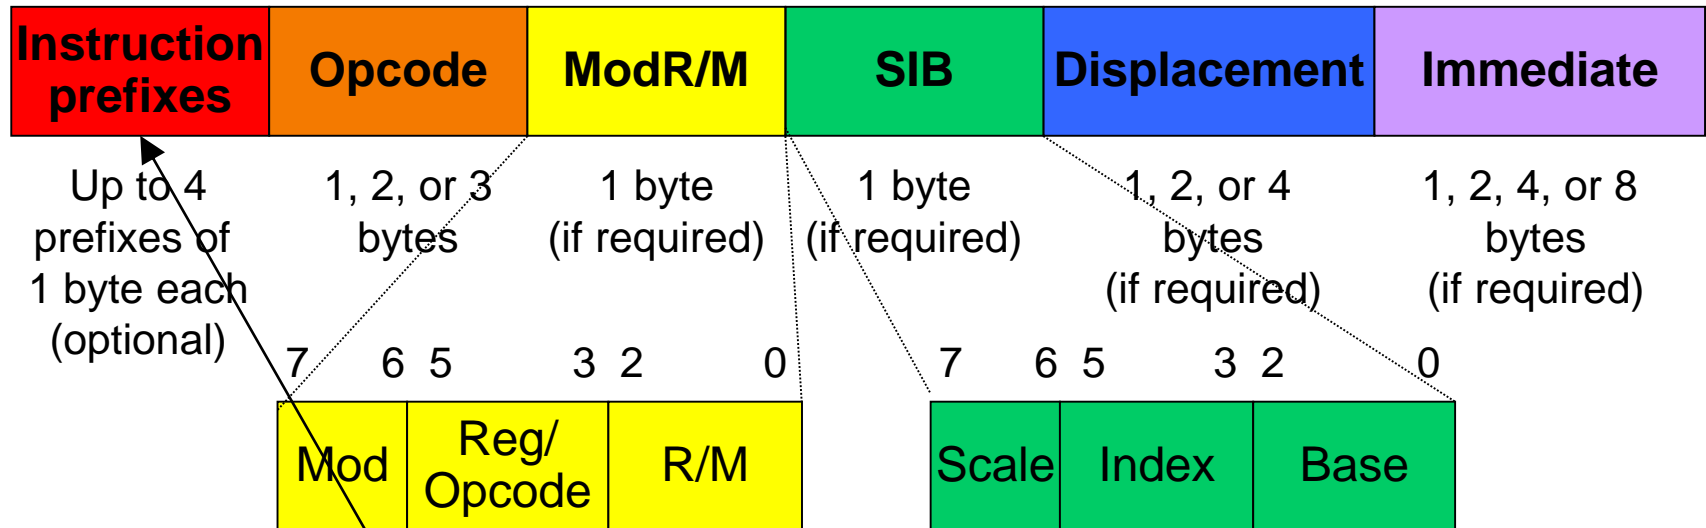 Instruction
prefixes
Opcode
ModR/M
SIB
Displacement
Immediate
Up to 4
prefixes of
1 byte each
(optional)
1, 2, or 3
bytes
1 byte
(if required)
1 byte
(if required)
1, 2, or 4
bytes
(if required)
1, 2, 4, or 8
bytes
(if required)
7 6 5 3 2 0
7 6 5 3 2 0
Mod
Reg/
Opcode
R/M
Scale
Index
Base